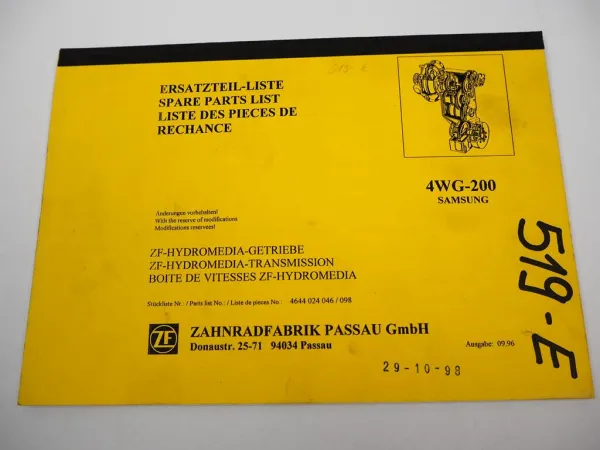 519-E
ERSATZTEIL-LISTE
SPARE PARTS LIST
LISTE DES PIECES DE
RECHANCE
4WG-200
SAMSUNG
Änderungen vorbehalten!
With the reserve of modifications
Modifications reservees!
ZF-HYDROMEDIA-GETRIEBE
ZF-HYDROMEDIA-TRANSMISSION
BOITE DE VITESSES ZF-HYDROMEDIA
Stückliste Nr.: / Parts list No.: / Liste de pieces No.: 4644 024 046 / 098
ZF
ZAHNRADFABRIK PASSAU GmbH
Donaustr. 25-71 94034 Passau
Ausgabe: 09.96
29-10-98
519-E